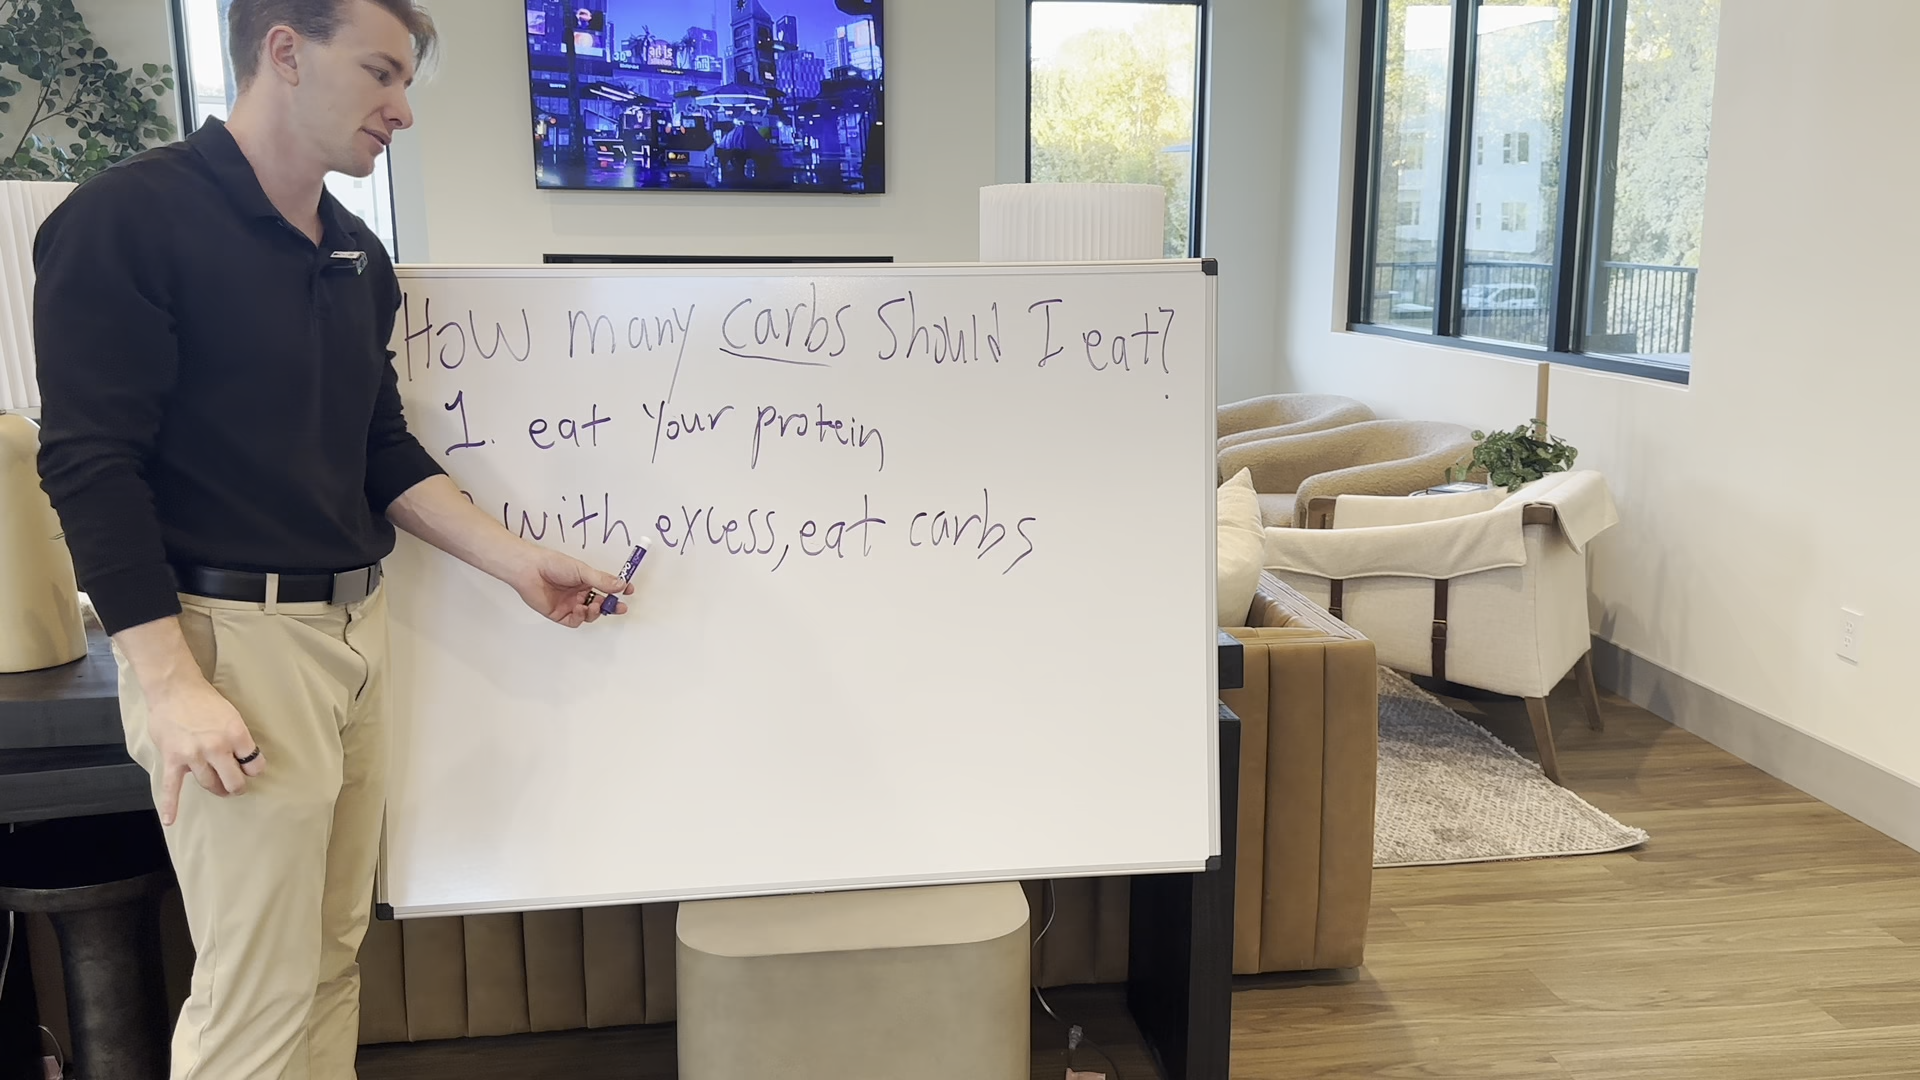 How many carbs Should I eat?
1. eat your protein
with excess, eat carbs